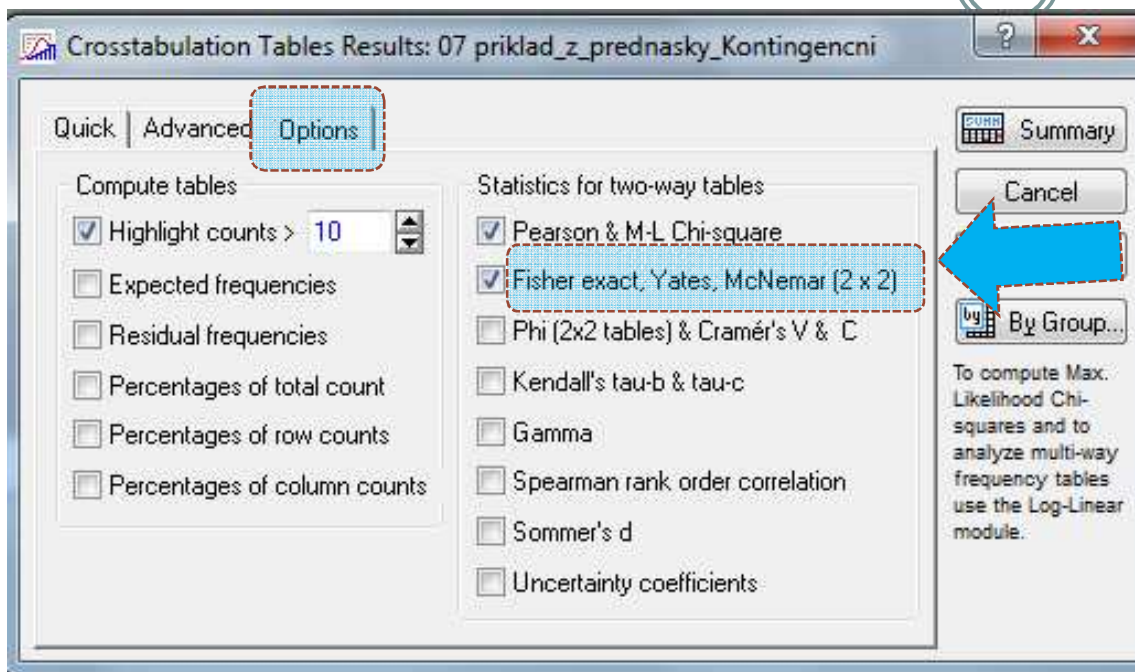 Crosstabulation Tables Results: 07 priklad_z_prednasky_Kontingencni
?
Quick
Advanced
Options
Compute tables
Highlight counts > 10
Expected frequencies
Residual frequencies
Percentages of total count
Percentages of row counts
Percentages of column counts
Statistics for two-way tables
Pearson & M-L Chi-square
Fisher exact, Yates, McNemar (2 x 2)
Phi (2x2 tables) & Cramér's V & C
Kendall's tau-b & tau-c
Gamma
Spearman rank order correlation
Sommer's d
Uncertainty coefficients
Summary
Cancel
By Group...
To compute Max.
Likelihood Chi-
squares and to
analyze multi-way
frequency tables
use the Log-Linear
module.